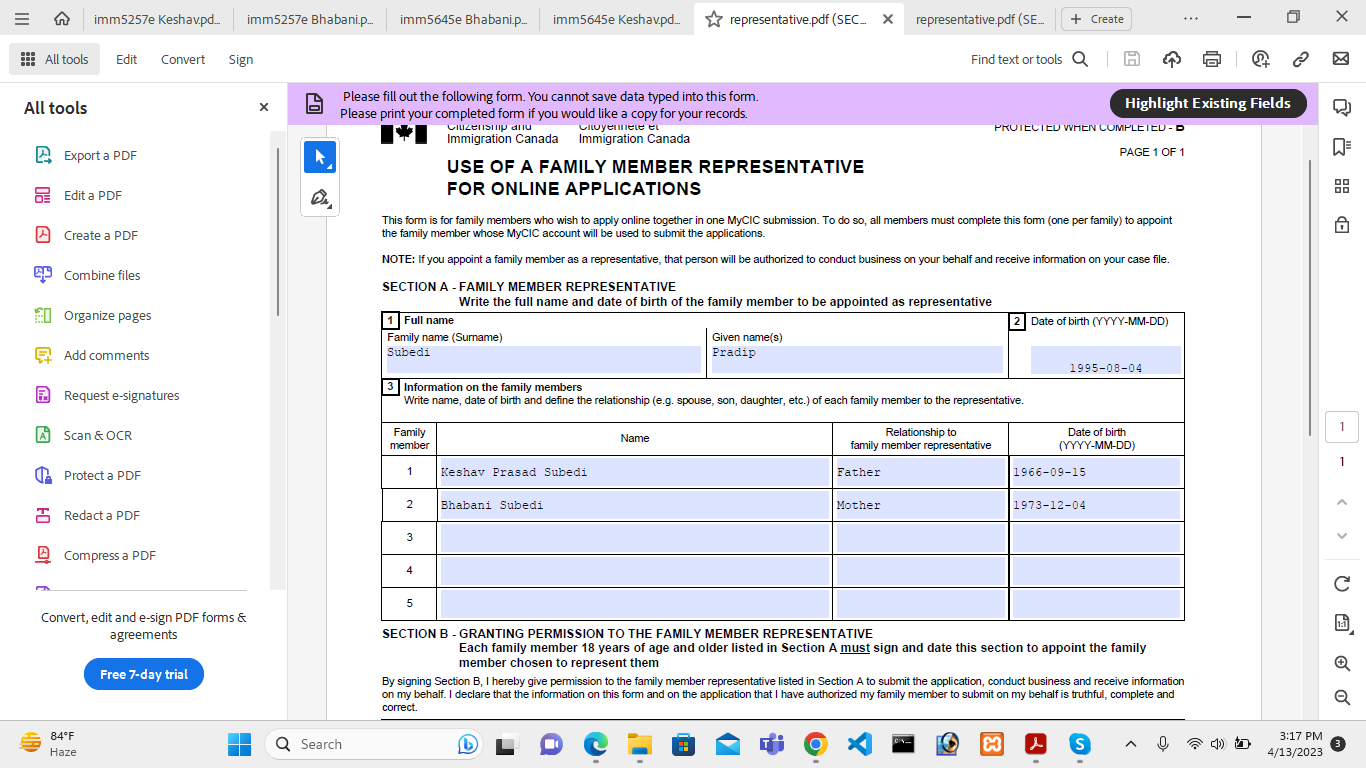 imm5257e Keshav.pd...
imm5257e Bhabani.p...
imm5645e Bhabani.p...
imm5645e Keshav.pd...
representative.pdf (SEC...
representative.pdf (SE...
+ Create
All tools
Edit
Convert
Sign
Find text or tools
All tools
Export a PDF
Edit a PDF
Create a PDF
Combine files
Organize pages
Add comments
Request e-signatures
Scan & OCR
Protect a PDF
Redact a PDF
Compress a PDF
Convert, edit and e-sign PDF forms &
agreements
Free 7-day trial
Please fill out the following form. You cannot save data typed into this form.
Please print your completed form if you would like a copy for your records.
Highlight Existing Fields
Citizenship and Citoyenneté et
Immigration Canada Immigration Canada
PROTECTED WHEN COMPLETED - B
PAGE 1 OF 1
USE OF A FAMILY MEMBER REPRESENTATIVE
FOR ONLINE APPLICATIONS
This form is for family members who wish to apply online together in one MyCIC submission. To do so, all members must complete this form (one per family) to appoint
the family member whose MyCIC account will be used to submit the applications.
NOTE: If you appoint a family member as a representative, that person will be authorized to conduct business on your behalf and receive information on your case file.
SECTION A - FAMILY MEMBER REPRESENTATIVE
Write the full name and date of birth of the family member to be appointed as representative
1 Full name
2 Date of birth (YYYY-MM-DD)
Family name (Surname)
Given name(s)
Subedi
Pradip
1995-08-04
3 Information on the family members
Write name, date of birth and define the relationship (e.g. spouse, son, daughter, etc.) of each family member to the representative.
Family
member
Name
Relationship to
family member representative
Date of birth
(YYYY-MM-DD)
1 Keshav Prasad Subedi Father 1966-09-15
2 Bhabani Subedi Mother 1973-12-04
3
4
5
SECTION B - GRANTING PERMISSION TO THE FAMILY MEMBER REPRESENTATIVE
Each family member 18 years of age and older listed in Section A must sign and date this section to appoint the family
member chosen to represent them
By signing Section B, I hereby give permission to the family member representative listed in Section A to submit the application, conduct business and receive information
on my behalf. I declare that the information on this form and on the application that I have authorized my family member to submit on my behalf is truthful, complete and
correct.
1
1
1:1
84°F
Haze
Search
3:17 PM
4/13/2023
3